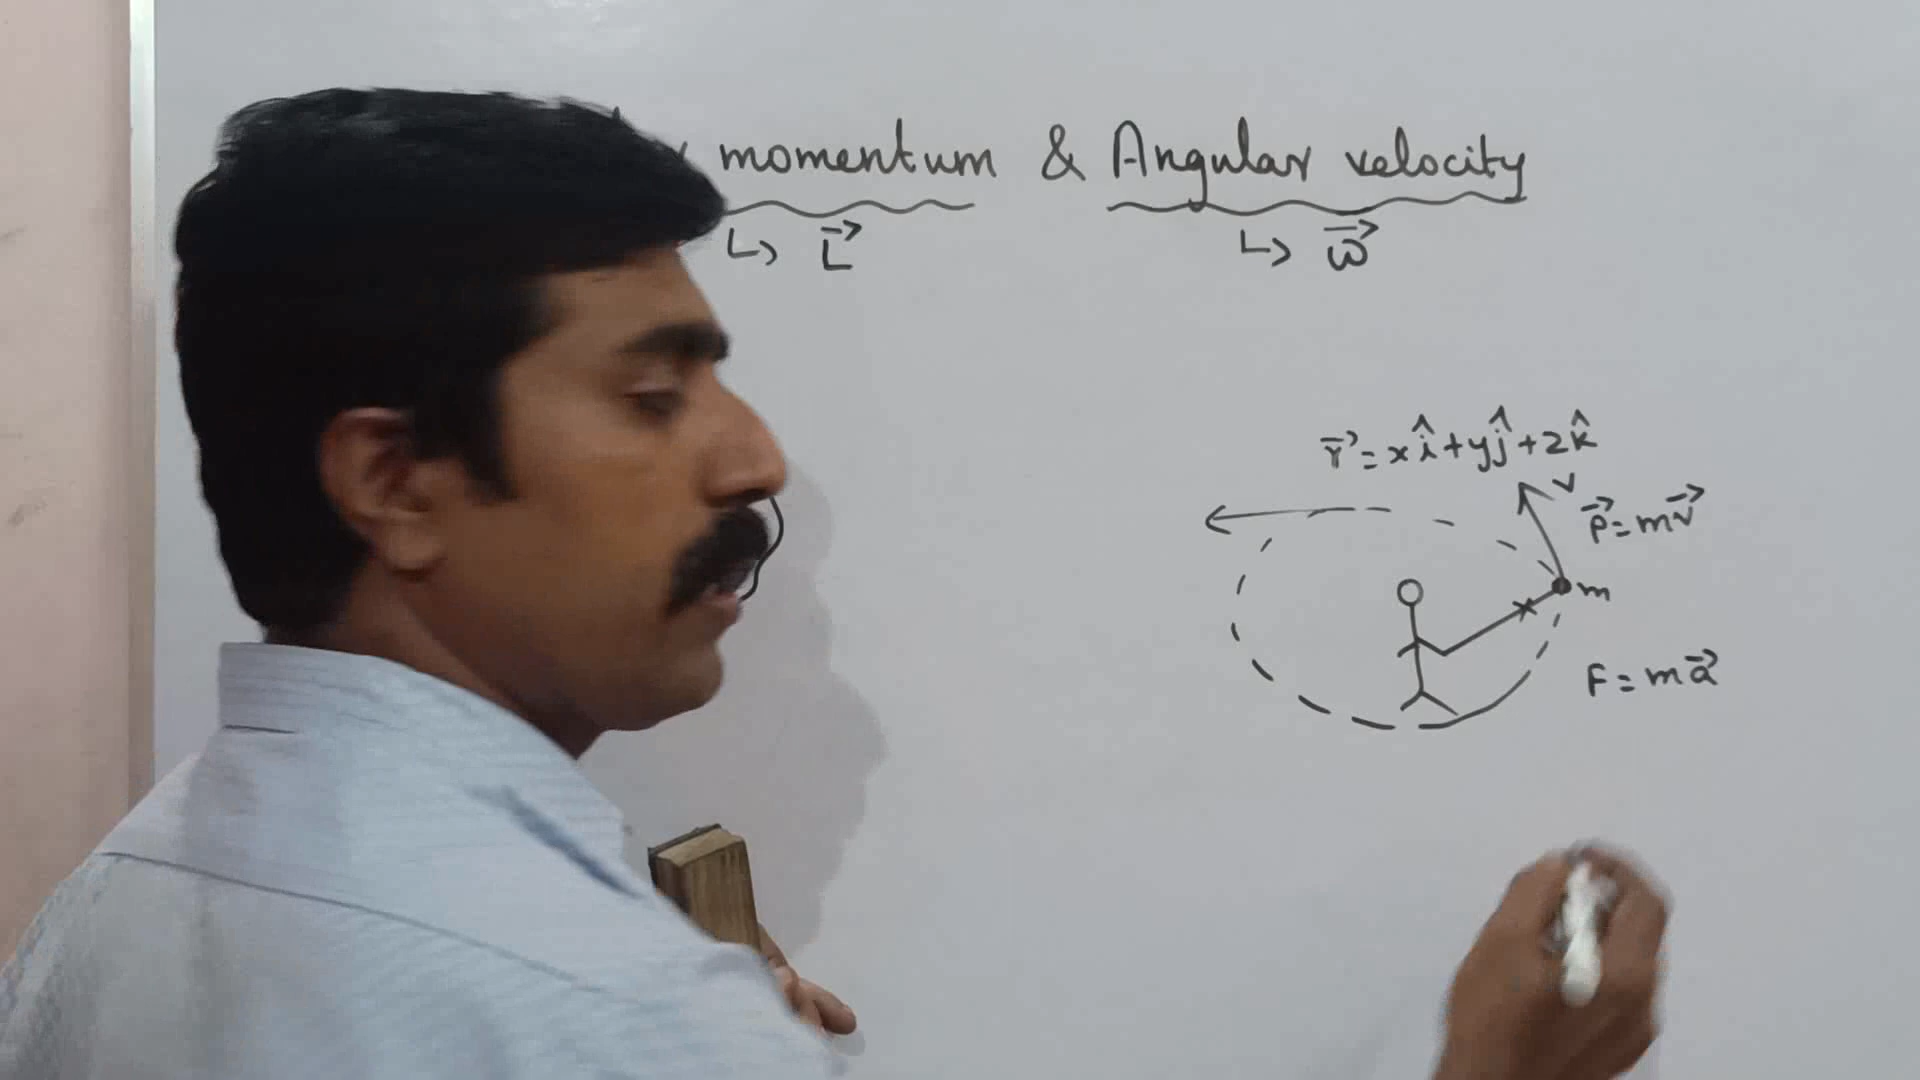 momentum & Angular velocity
↳ L⃗ ↳ ω⃗
r⃗ = xî + yĵ + zk̂
v
p⃗ = mv⃗
m
F = ma⃗